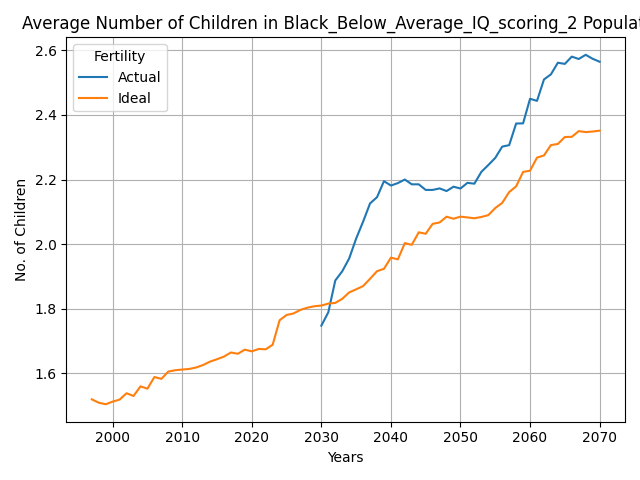 Average Number of Children in Black_Below_Average_IQ_scoring_2 Populat
2.6
2.4
2.2
2.0
1.8
1.6
No. of Children
Fertility
Actual
Ideal
2000 2010 2020 2030 2040 2050 2060 2070
Years